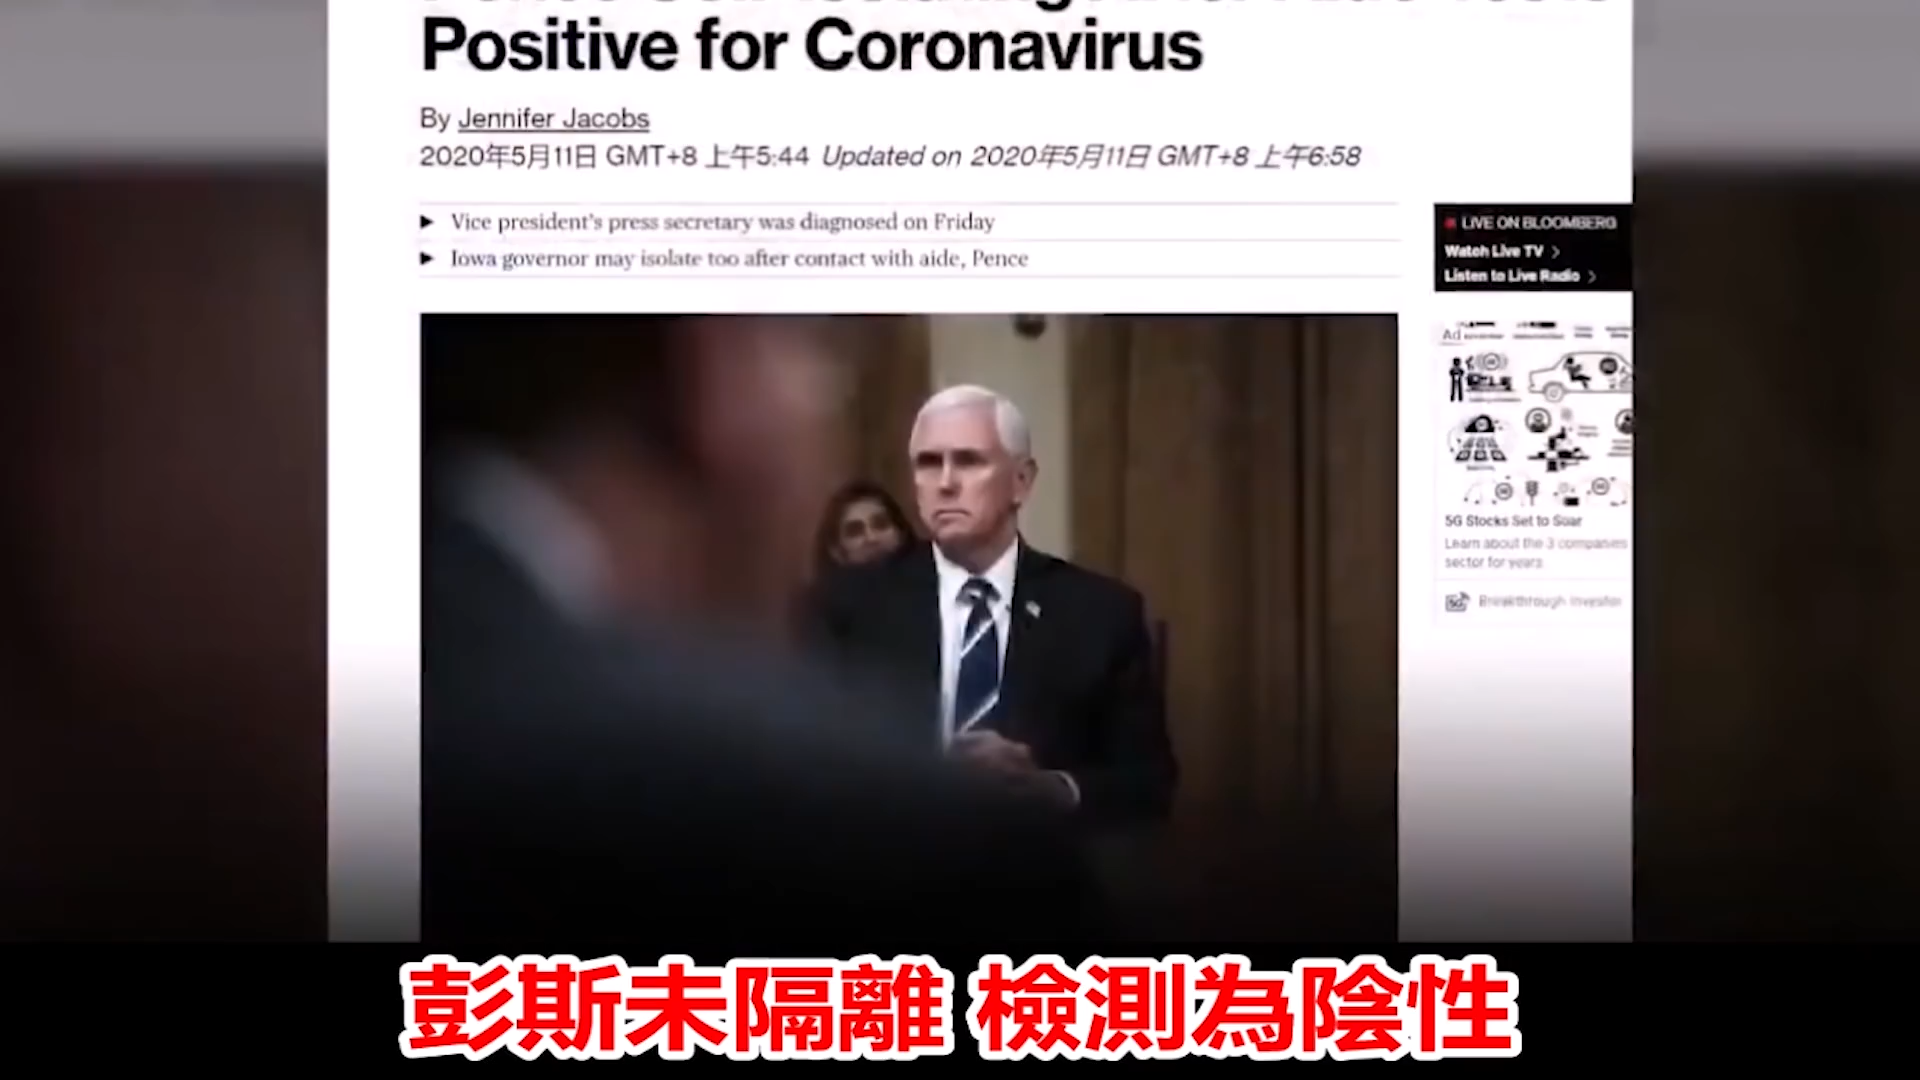 Positive for Coronavirus
By Jennifer Jacobs
2020年5月11日 GMT+8 上午5:44 Updated on 2020年5月11日 GMT+8 上午6:58
► Vice president's press secretary was diagnosed on Friday
► Iowa governor may isolate too after contact with aide, Pence
LIVE ON BLOOMBERG
Watch Live TV >
Listen to Live Radio >
Ad
5G Stocks Set to Soar
Learn about the 3 companies
sector for years
5G Breakthrough Investor
彭斯未隔離 檢測為陰性